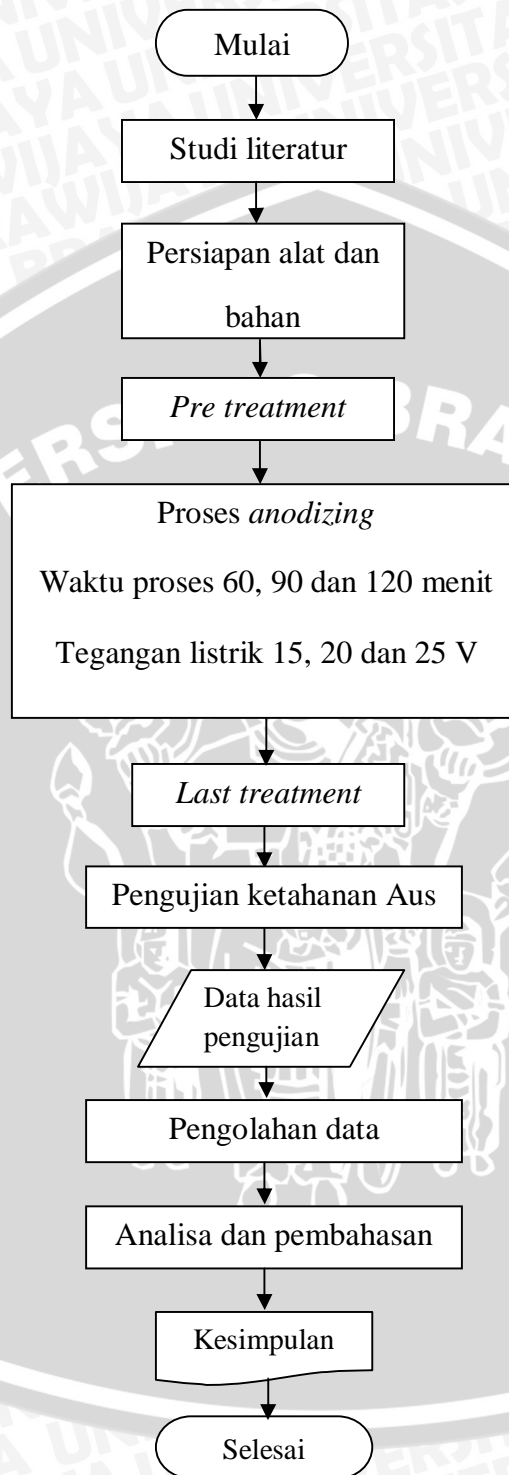 Mulai
Studi literatur
Persiapan alat dan
bahan
Pre treatment
Proses anodizing
Waktu proses 60, 90 dan 120 menit
Tegangan listrik 15, 20 dan 25 V
Last treatment
Pengujian ketahanan Aus
Data hasil
pengujian
Pengolahan data
Analisa dan pembahasan
Kesimpulan
Selesai